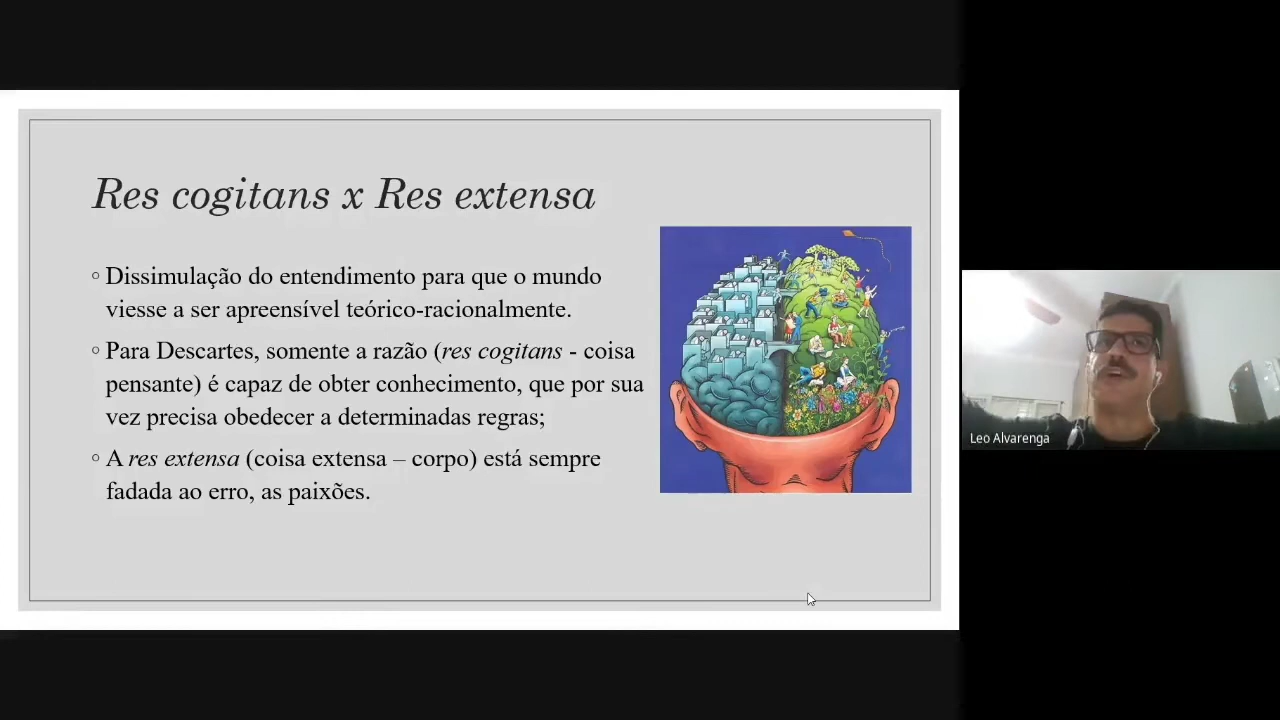 Res cogitans x Res extensa
◦ Dissimulação do entendimento para que o mundo
viesse a ser apreensível teórico-racionalmente.
◦ Para Descartes, somente a razão (res cogitans - coisa
pensante) é capaz de obter conhecimento, que por sua
vez precisa obedecer a determinadas regras;
◦ A res extensa (coisa extensa – corpo) está sempre
fadada ao erro, as paixões.
Leo Alvarenga